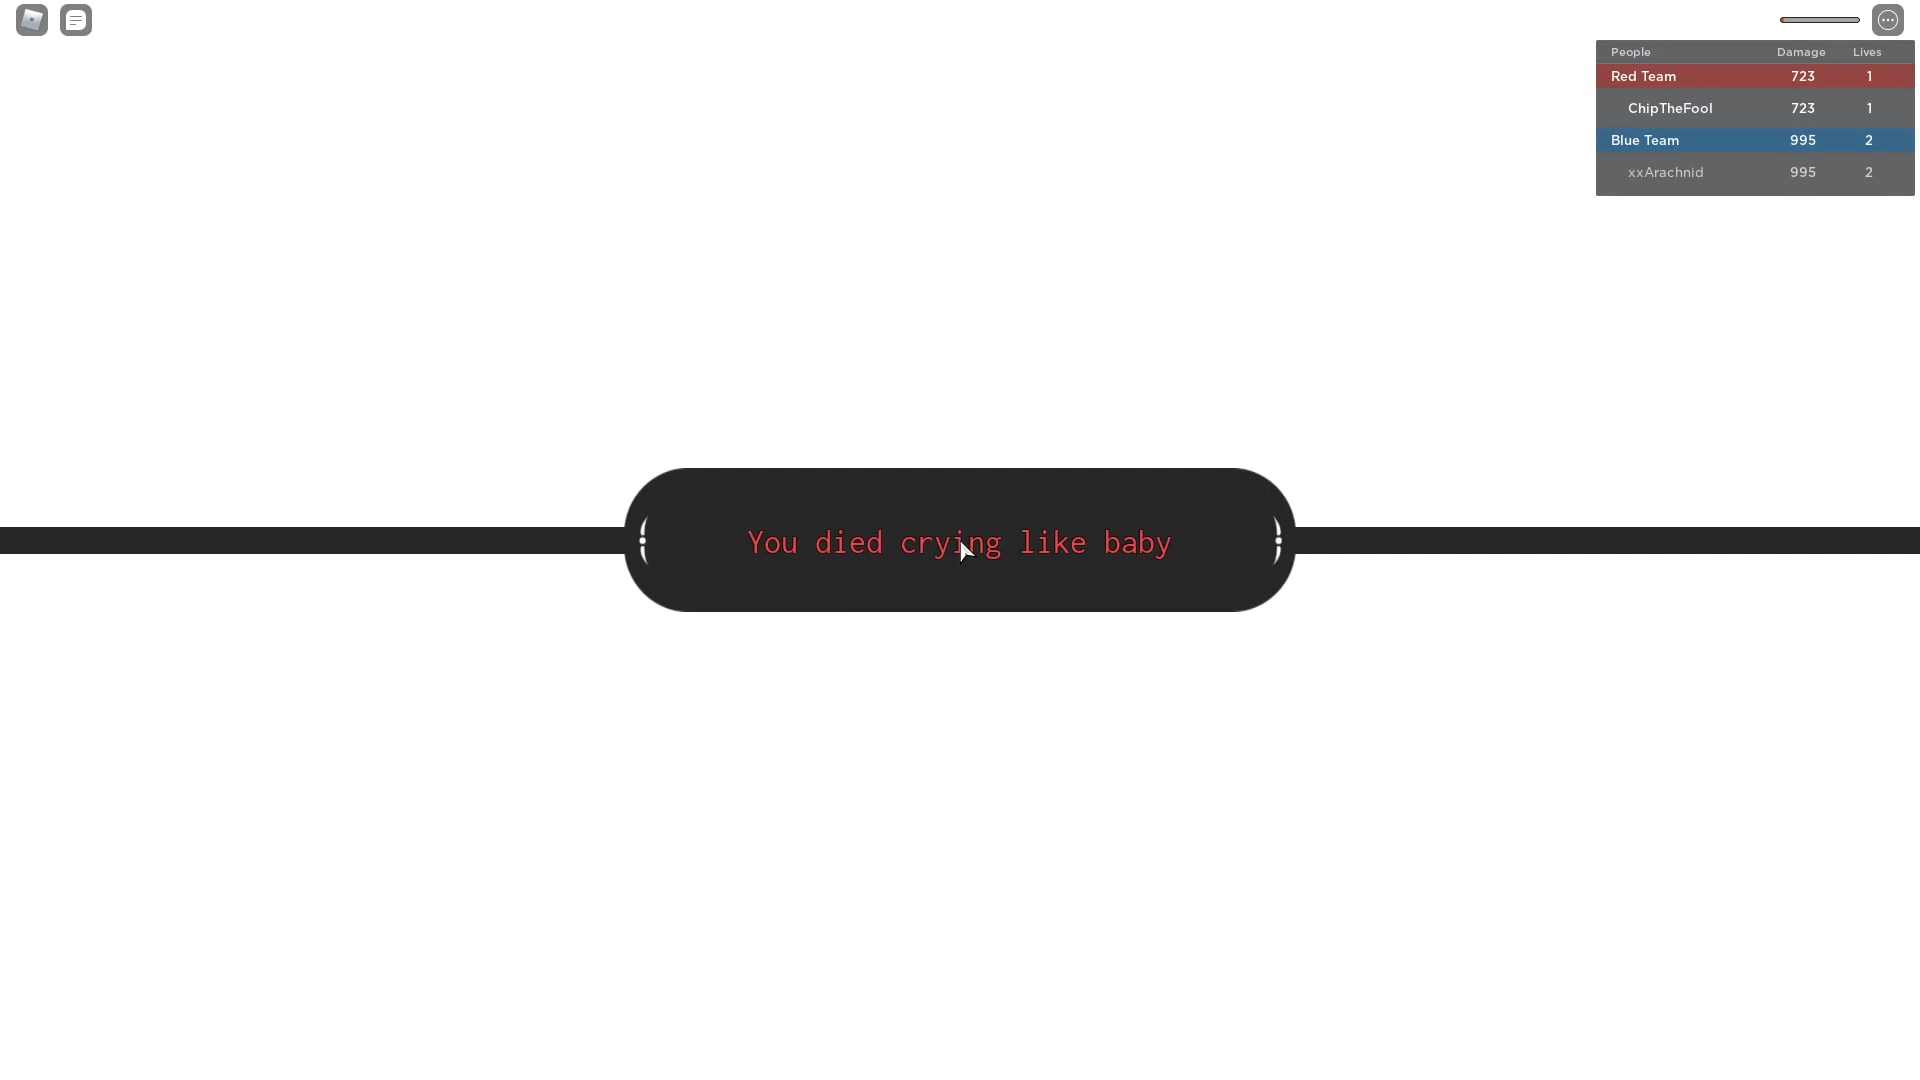 People Damage Lives
Red Team 723 1
ChipTheFool 723 1
Blue Team 995 2
xxArachnid 995 2
You died crying like baby